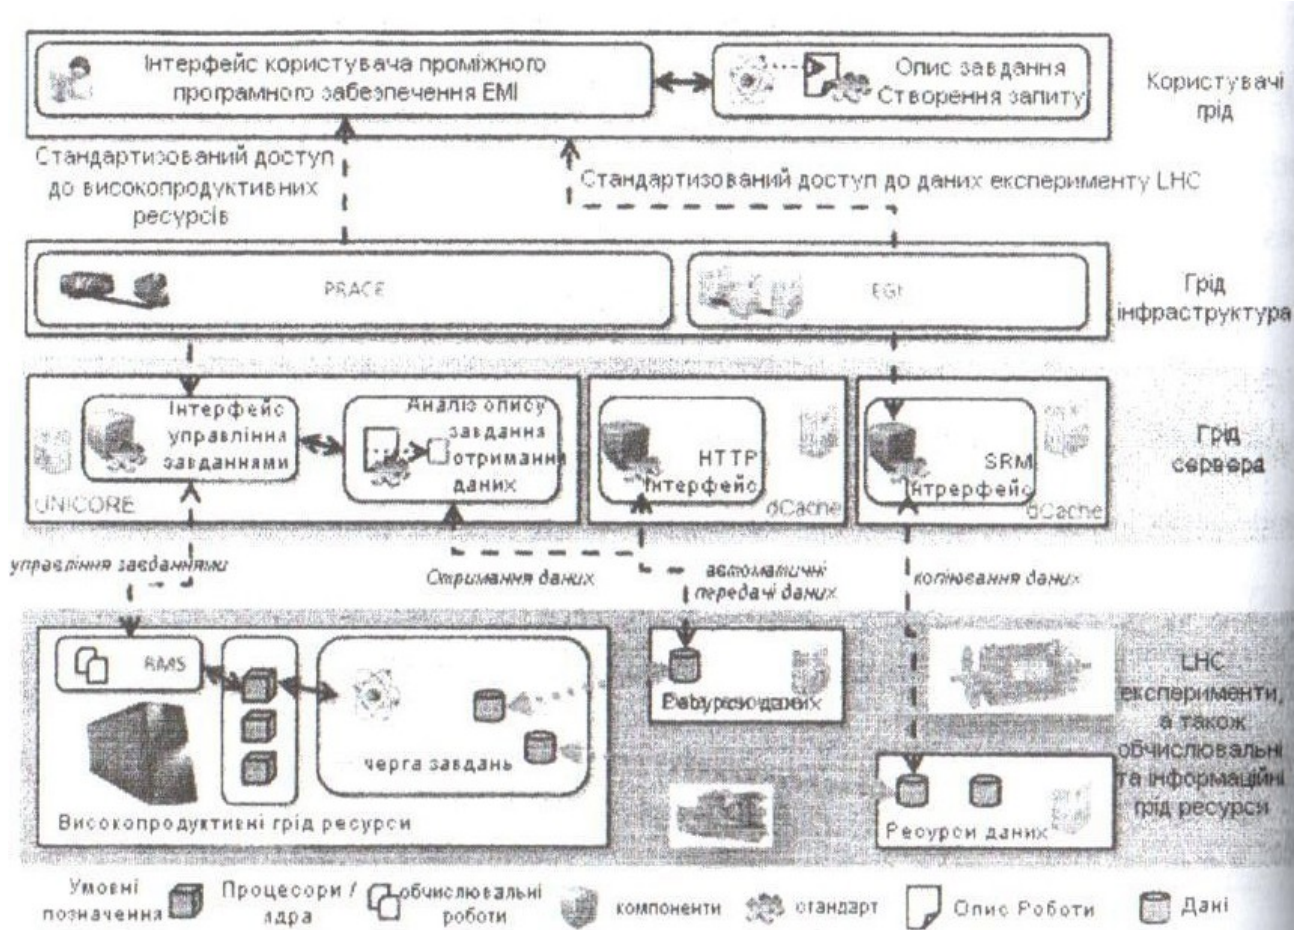 Інтерфейс користувача проміжного
програмного забезпечення EMI
Опис завдання
Створення запиту
Користувачі
грід
Стандартизований доступ
до високопродуктивних
ресурсів
Стандартизований доступ до даних експерименту LHC
PRACE
EGI
Грід
інфраструктура
Інтерфейс
управління
завданнями
UNICORE
Аналіз опису
завдання
отримання
даних
HTTP
Інтерфейс
dCache
SRM
Інтрерфейс
dCache
Грід
сервера
управління завданнями
Отримання даних
автоматичні
передачі даних
копіювання даних
RMS
черга завдань
Високопродуктивні грід ресурси
даних
Ресурси даних
LHC
експерименти,
а також
обчислювальні
та інформаційні
грід ресурси
Умовні
позначення
Процесори /
ядра
обчислювальні
роботи
компоненти
стандарт
Опис Роботи
Дані